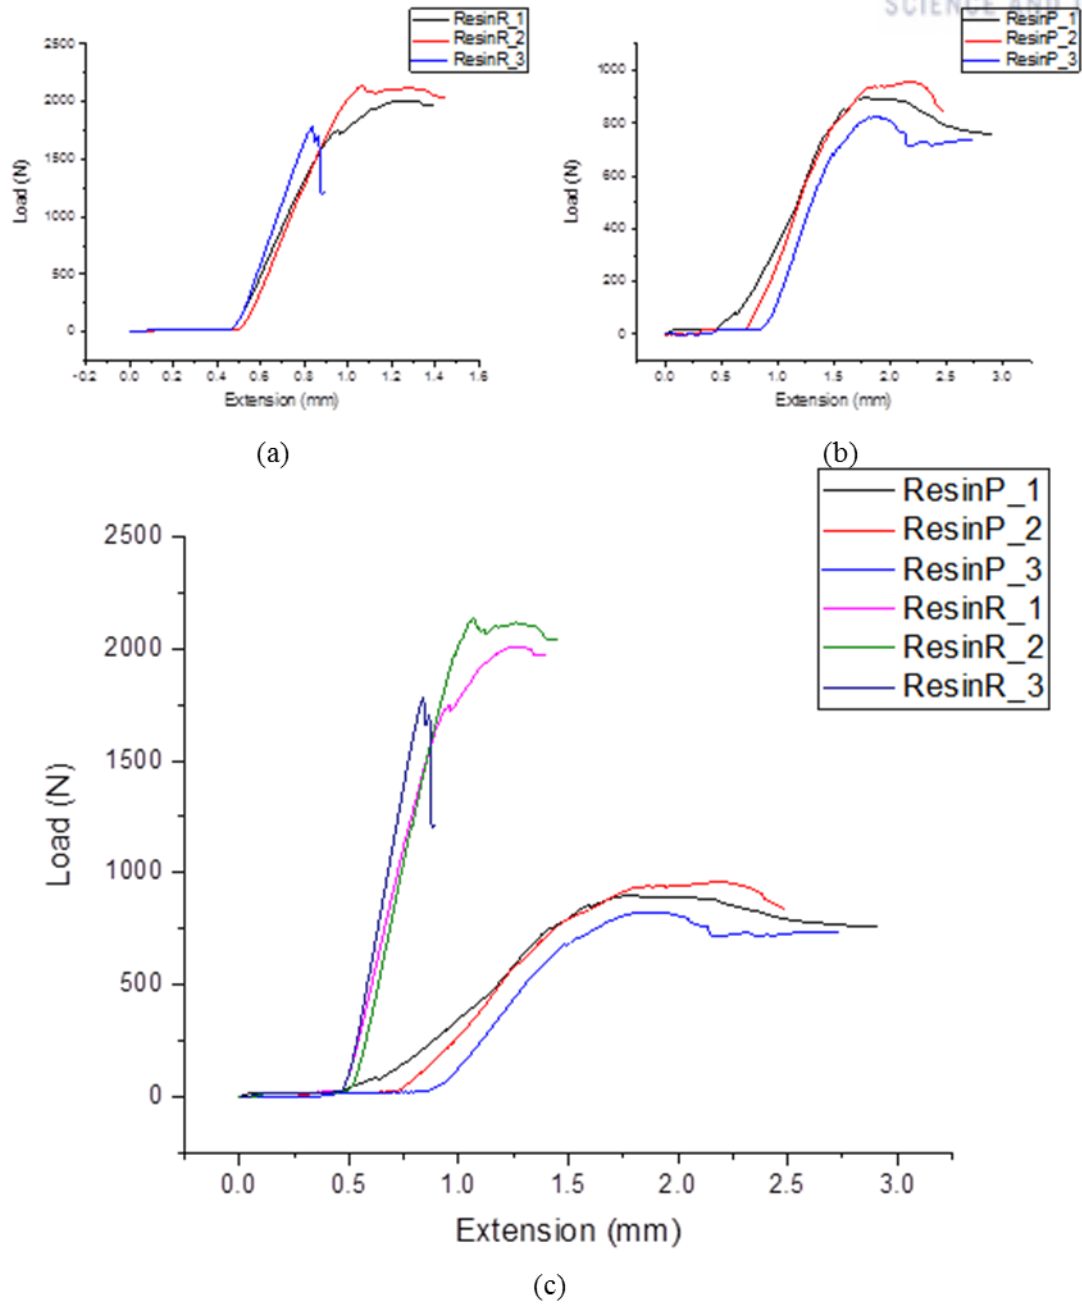 SCIENCE AND
ResinR_1
ResinR_2
ResinR_3
2500
2000
1500
1000
500
0
Load (N)
-0.2 0.0 0.2 0.4 0.6 0.8 1.0 1.2 1.4 1.6
Extension (mm)
(a)
ResinP_1
ResinP_2
ResinP_3
1000
800
600
400
200
0
Load (N)
0.0 0.5 1.0 1.5 2.0 2.5 3.0
Extension (mm)
(b)
ResinP_1
ResinP_2
ResinP_3
ResinR_1
ResinR_2
ResinR_3
2500
2000
1500
1000
500
0
Load (N)
0.0 0.5 1.0 1.5 2.0 2.5 3.0
Extension (mm)
(c)